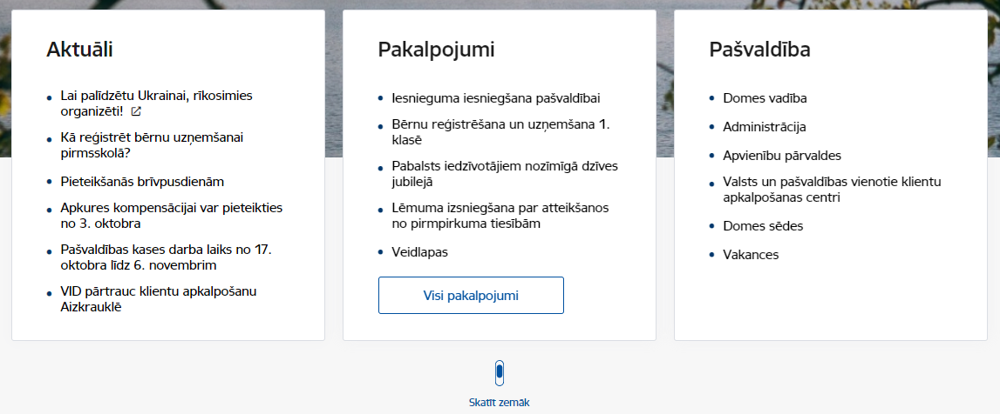 Aktuāli
Lai palīdzētu Ukrainai, rīkosimies
organizēti!
Kā reģistrēt bērnu uzņemšanai
pirmsskolā?
Pieteikšanās brīvpusdienām
Apkures kompensācijai var pieteikties
no 3. oktobra
Pašvaldības kases darba laiks no 17.
oktobra līdz 6. novembrim
VID pārtrauc klientu apkalpošanu
Aizkrauklē
Pakalpojumi
Iesnieguma iesniegšana pašvaldībai
Bērnu reģistrēšana un uzņemšana 1.
klasē
Pabalsts iedzīvotājiem nozīmīgā dzīves
jubilejā
Lēmuma izsniegšana par atteikšanos
no pirmpirkuma tiesībām
Veidlapas
Visi pakalpojumi
Pašvaldība
Domes vadība
Administrācija
Apvienību pārvaldes
Valsts un pašvaldības vienotie klientu
apkalpošanas centri
Domes sēdes
Vakances
Skatīt zemāk